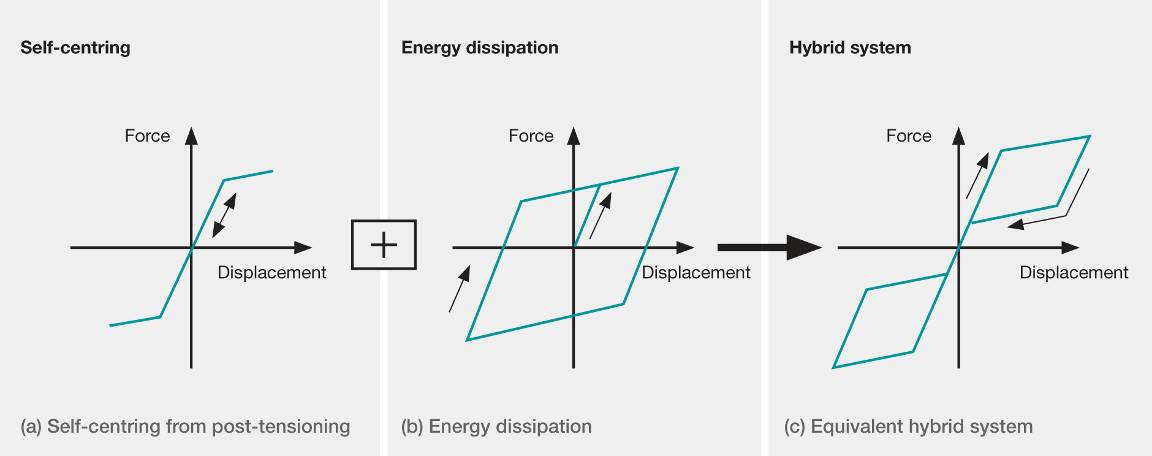 Self-centring
Energy dissipation
Hybrid system
Force
Displacement
+
Force
Displacement
Force
Displacement
(a) Self-centring from post-tensioning
(b) Energy dissipation
(c) Equivalent hybrid system